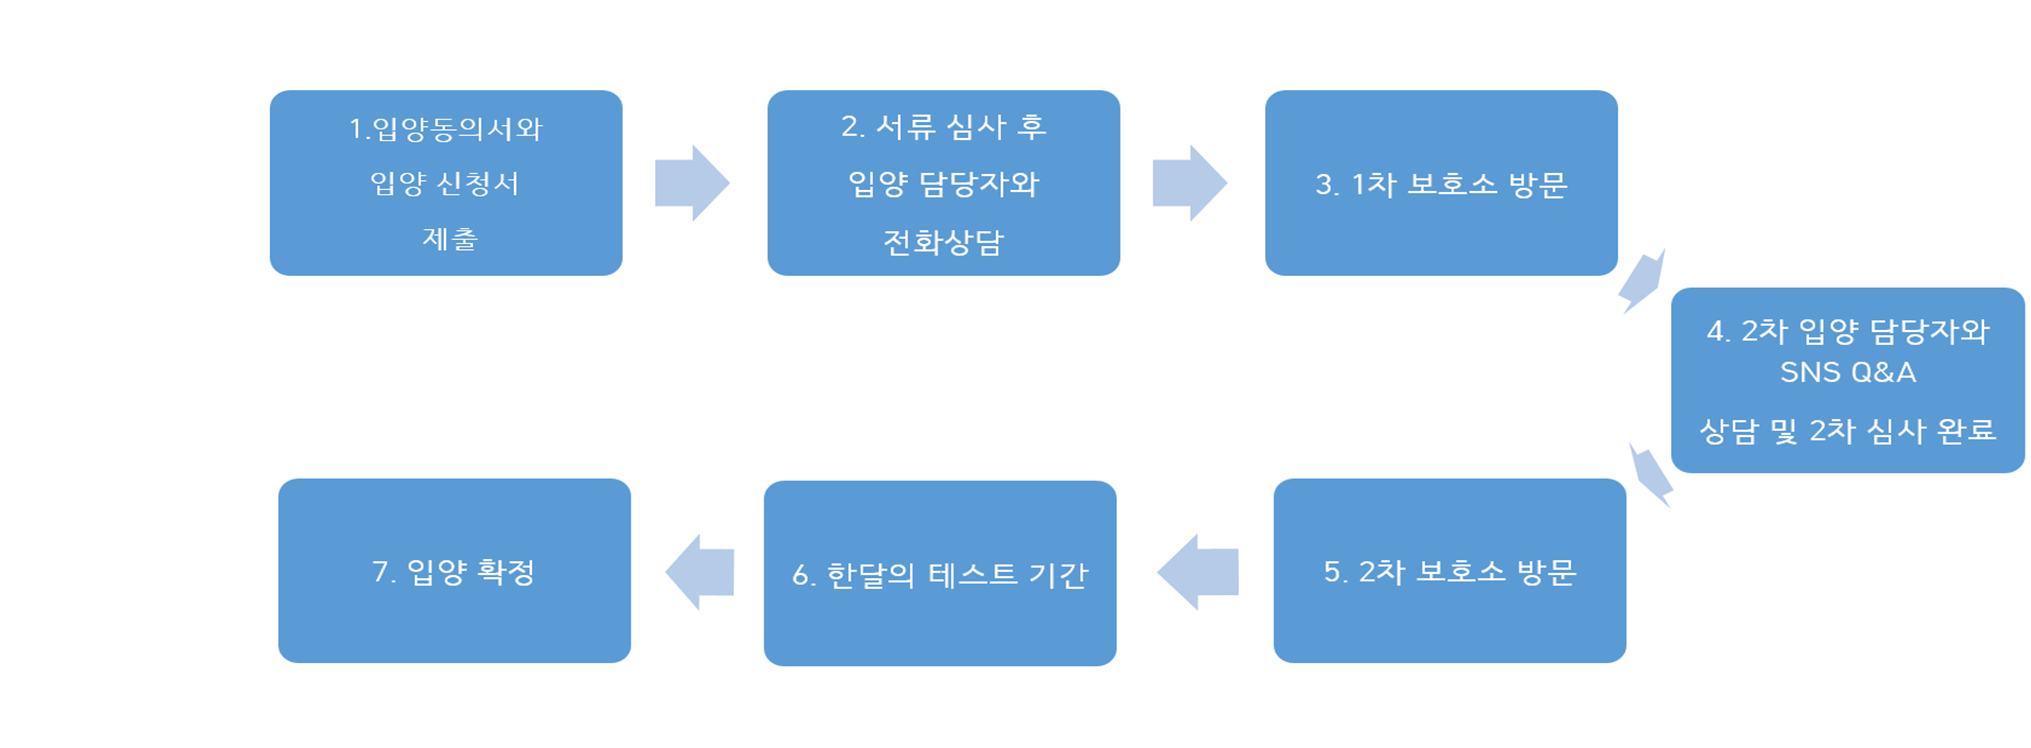 1.입양동의서와
입양 신청서
제출
2. 서류 심사 후
입양 담당자와
전화상담
3. 1차 보호소 방문
4. 2차 입양 담당자와
SNS Q&A
상담 및 2차 심사 완료
5. 2차 보호소 방문
6. 한달의 테스트 기간
7. 입양 확정